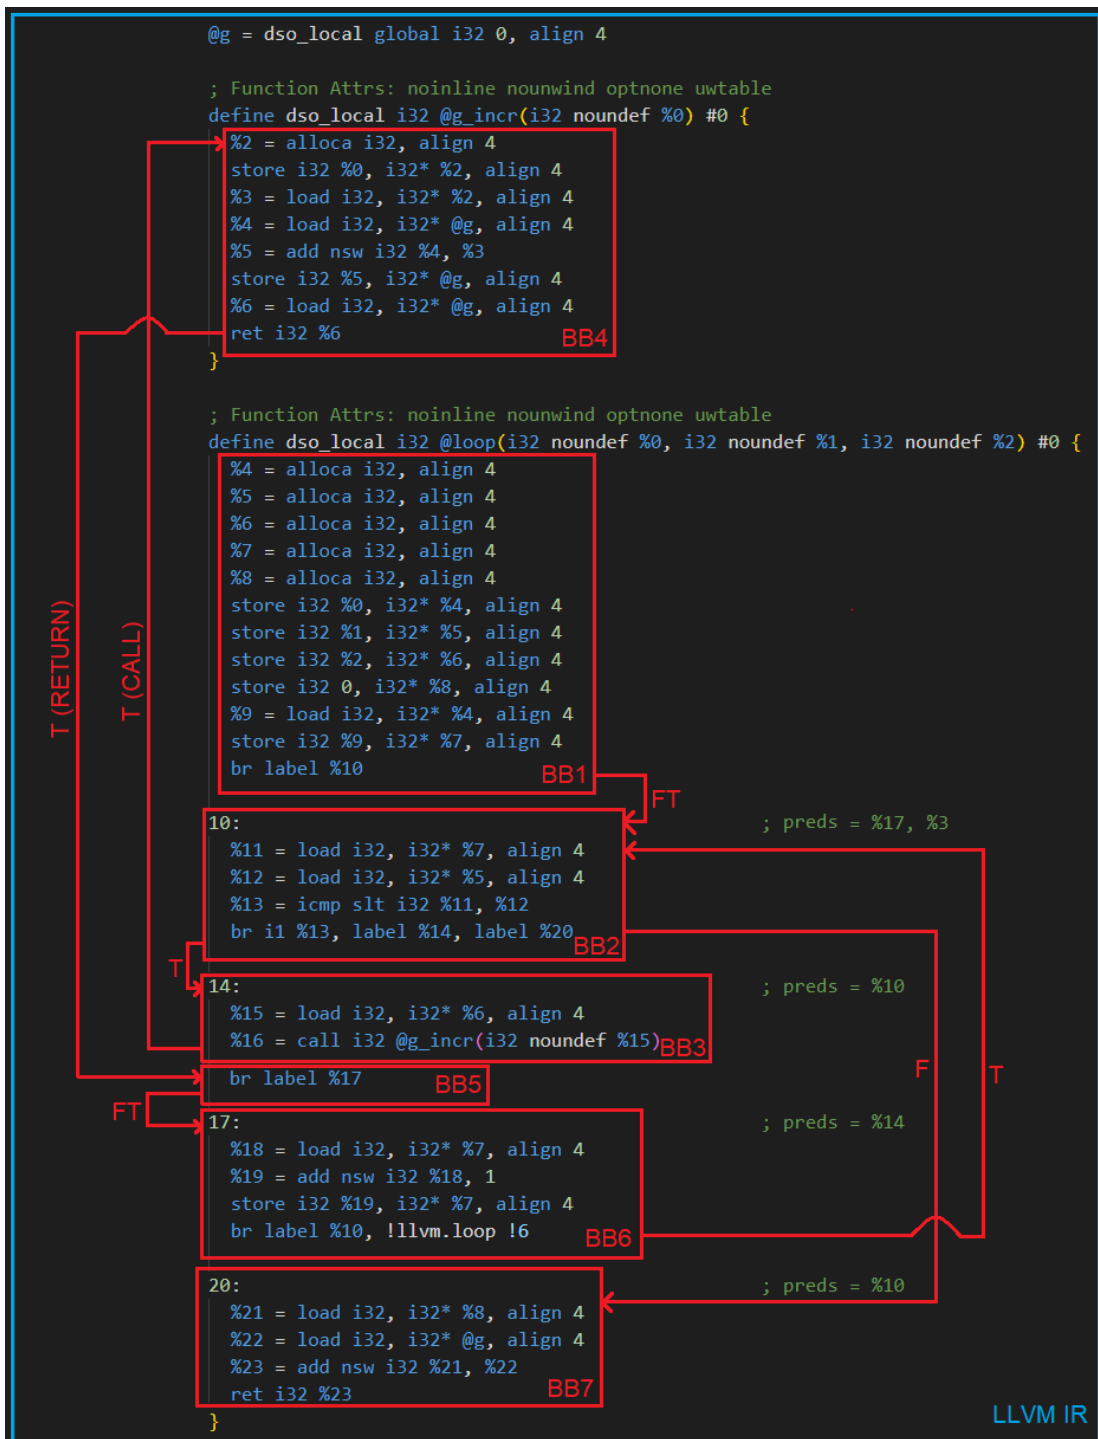 @g = dso_local global i32 0, align 4
; Function Attrs: noinline nounwind optnone uwtable
define dso_local i32 @g_incr(i32 noundef %0) #0 {
%2 = alloca i32, align 4
store i32 %0, i32* %2, align 4
%3 = load i32, i32* %2, align 4
%4 = load i32, i32* @g, align 4
%5 = add nsw i32 %4, %3
store i32 %5, i32* @g, align 4
%6 = load i32, i32* @g, align 4
ret i32 %6
BB4
}
; Function Attrs: noinline nounwind optnone uwtable
define dso_local i32 @loop(i32 noundef %0, i32 noundef %1, i32 noundef %2) #0 {
%4 = alloca i32, align 4
%5 = alloca i32, align 4
%6 = alloca i32, align 4
%7 = alloca i32, align 4
%8 = alloca i32, align 4
store i32 %0, i32* %4, align 4
store i32 %1, i32* %5, align 4
store i32 %2, i32* %6, align 4
store i32 0, i32* %8, align 4
%9 = load i32, i32* %4, align 4
store i32 %9, i32* %7, align 4
br label %10
BB1
T (RETURN)
T (CALL)
FT
10: ; preds = %17, %3
%11 = load i32, i32* %7, align 4
%12 = load i32, i32* %5, align 4
%13 = icmp slt i32 %11, %12
br i1 %13, label %14, label %20
BB2
T
14: ; preds = %10
%15 = load i32, i32* %6, align 4
%16 = call i32 @g_incr(i32 noundef %15)
BB3
br label %17
BB5
F
T
FT
17: ; preds = %14
%18 = load i32, i32* %7, align 4
%19 = add nsw i32 %18, 1
store i32 %19, i32* %7, align 4
br label %10, !llvm.loop !6
BB6
20: ; preds = %10
%21 = load i32, i32* %8, align 4
%22 = load i32, i32* @g, align 4
%23 = add nsw i32 %21, %22
ret i32 %23
BB7
}
LLVM IR